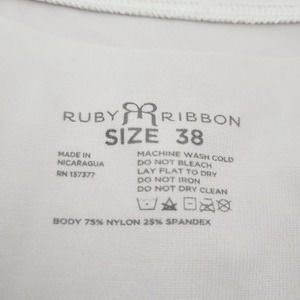 RUBY RIBBON
SIZE 38
MADE IN
NICARAGUA
RN 137377
MACHINE WASH COLD
DO NOT BLEACH
LAY FLAT TO DRY
DO NOT IRON
DO NOT DRY CLEAN
BODY 75% NYLON 25% SPANDEX